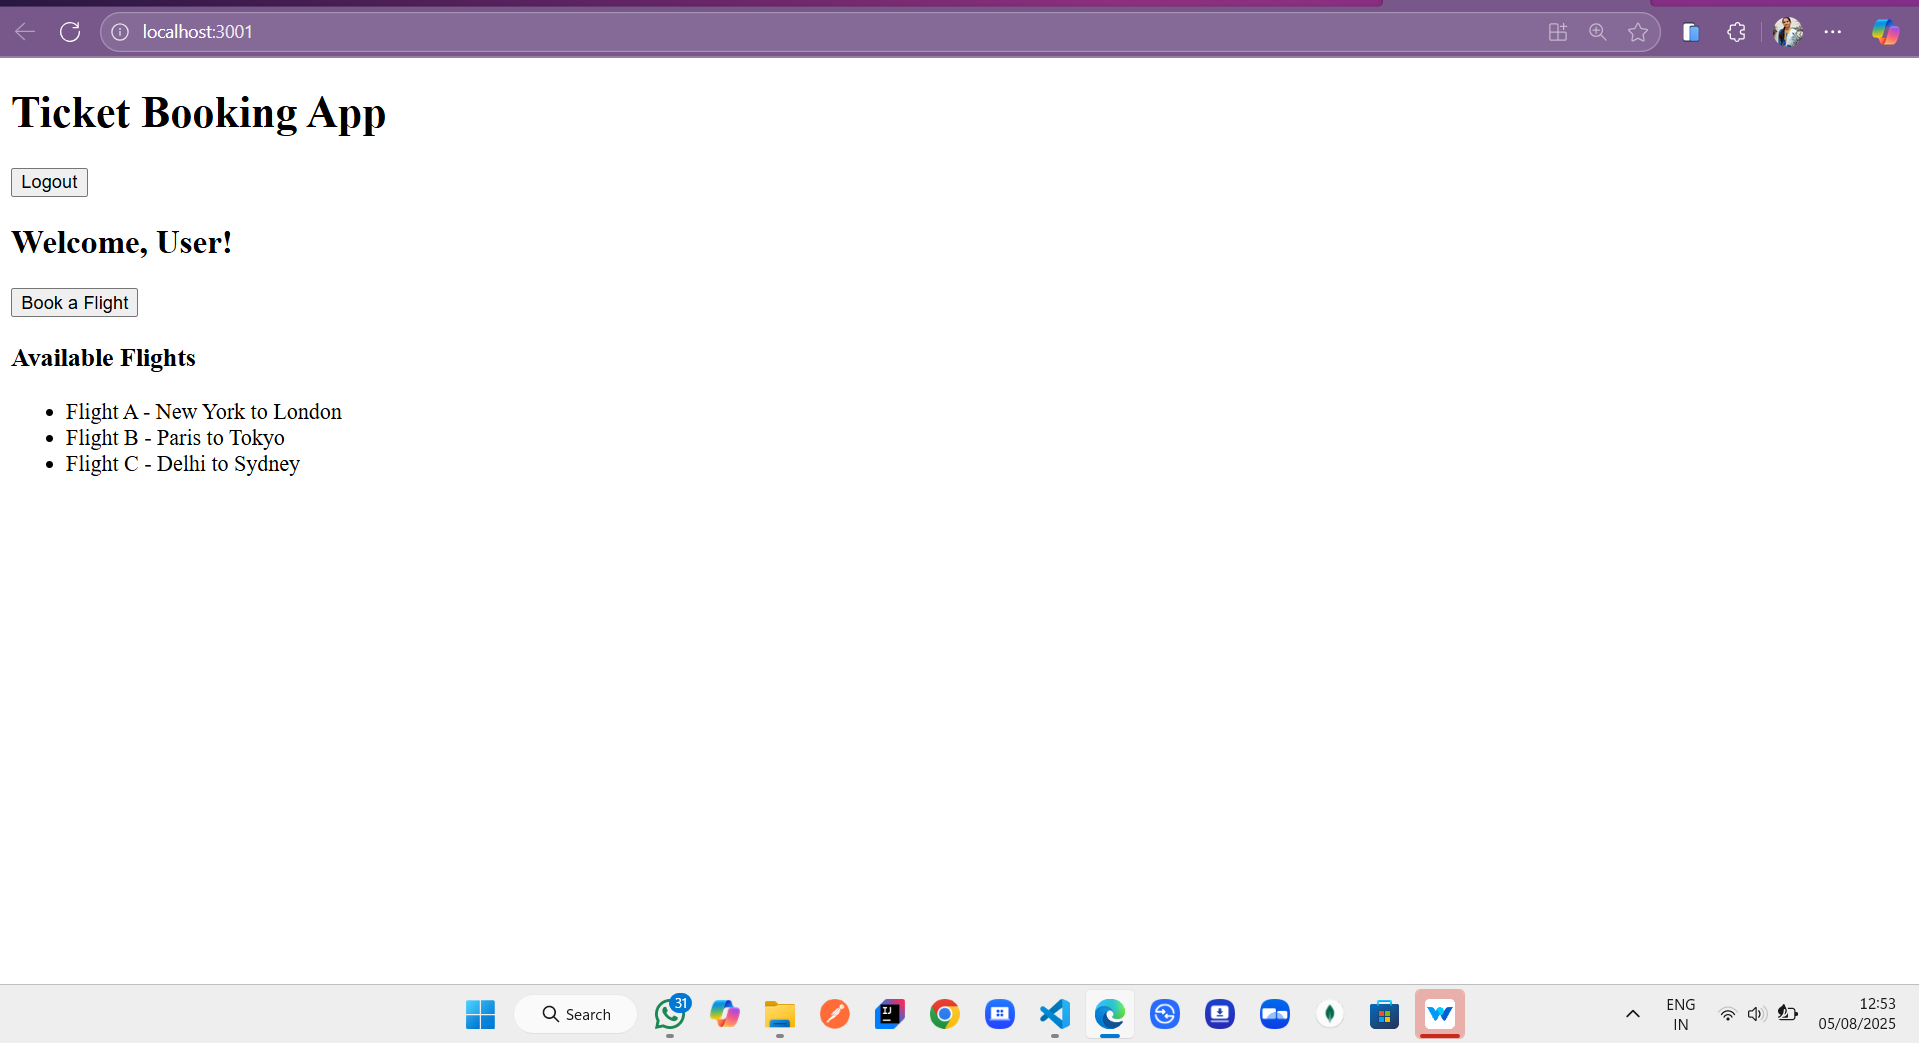 localhost:3001
Ticket Booking App
Logout
Welcome, User!
Book a Flight
Available Flights
Flight A - New York to London
Flight B - Paris to Tokyo
Flight C - Delhi to Sydney
Search
31
IJ
ENG
IN
12:53
05/08/2025